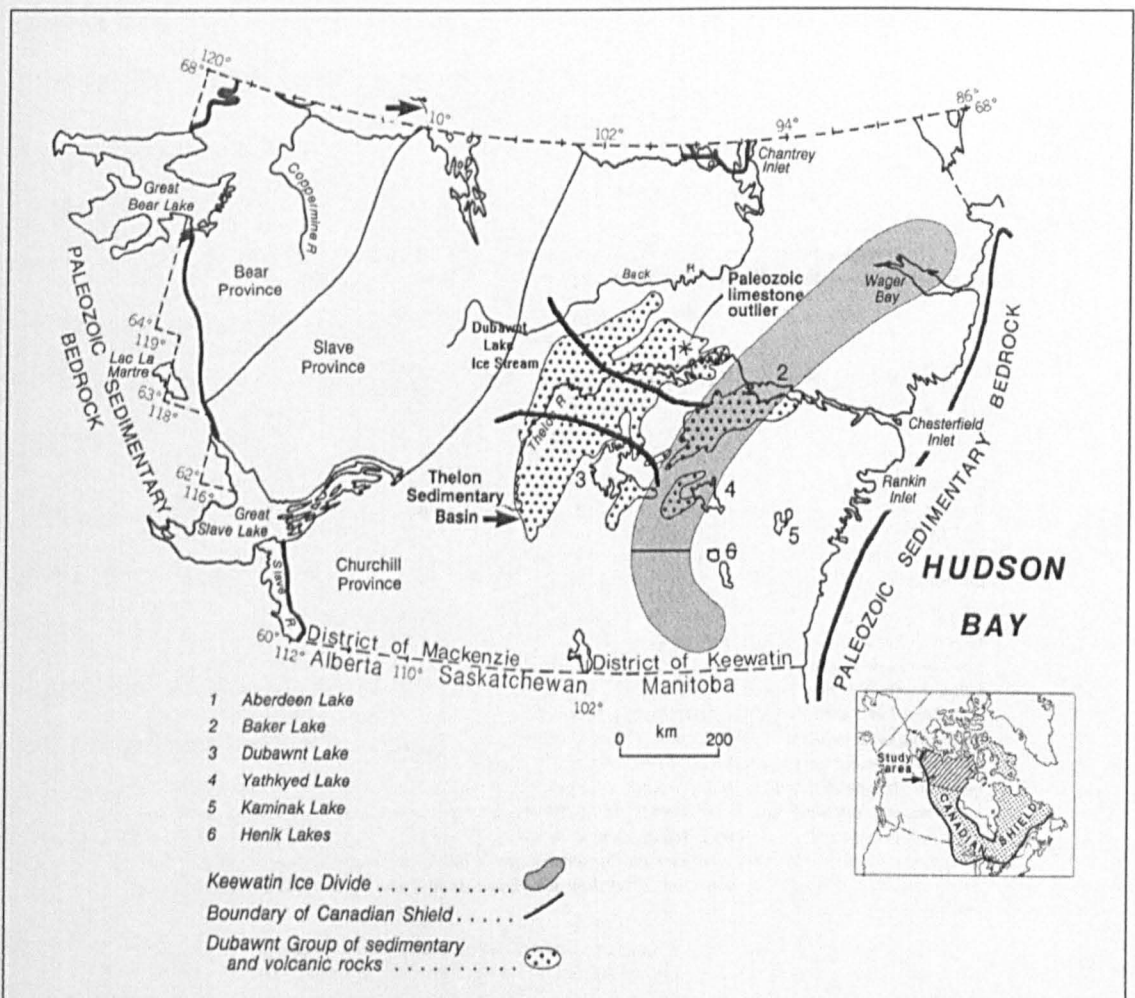 120°
68°
10°
102°
94°
86°
68°
Chantrey
Inlet
Great
Bear Lake
Coppermine R
Bear
Province
Back R
Paleozoic
limestone
outlier
Wager
Bay
PALEOZOIC SEDIMENTARY
BEDROCK
64°
119°
Lac La
Martre
63°
118°
Slave
Province
Dubawnt
Lake
Ice Stream
1*
2
Thelon R
Chesterfield
Inlet
62°
116°
Great
Slave Lake
Thelon
Sedimentary
Basin
3
4
5
6
Rankin
Inlet
PALEOZOIC SEDIMENTARY BEDROCK
HUDSON
BAY
Churchill
Province
Slave R
60°
112°
District of Mackenzie
Alberta
110°
Saskatchewan
102°
District of Keewatin
Manitoba
km
0 200
1 Aberdeen Lake
2 Baker Lake
3 Dubawnt Lake
4 Yathkyed Lake
5 Kaminak Lake
6 Henik Lakes
Study
area
CANADIAN SHIELD
Keewatin Ice Divide . . . . . . . . . . . . .
Boundary of Canadian Shield . . . . .
Dubawnt Group of sedimentary
and volcanic rocks . . . . . . . . . . .